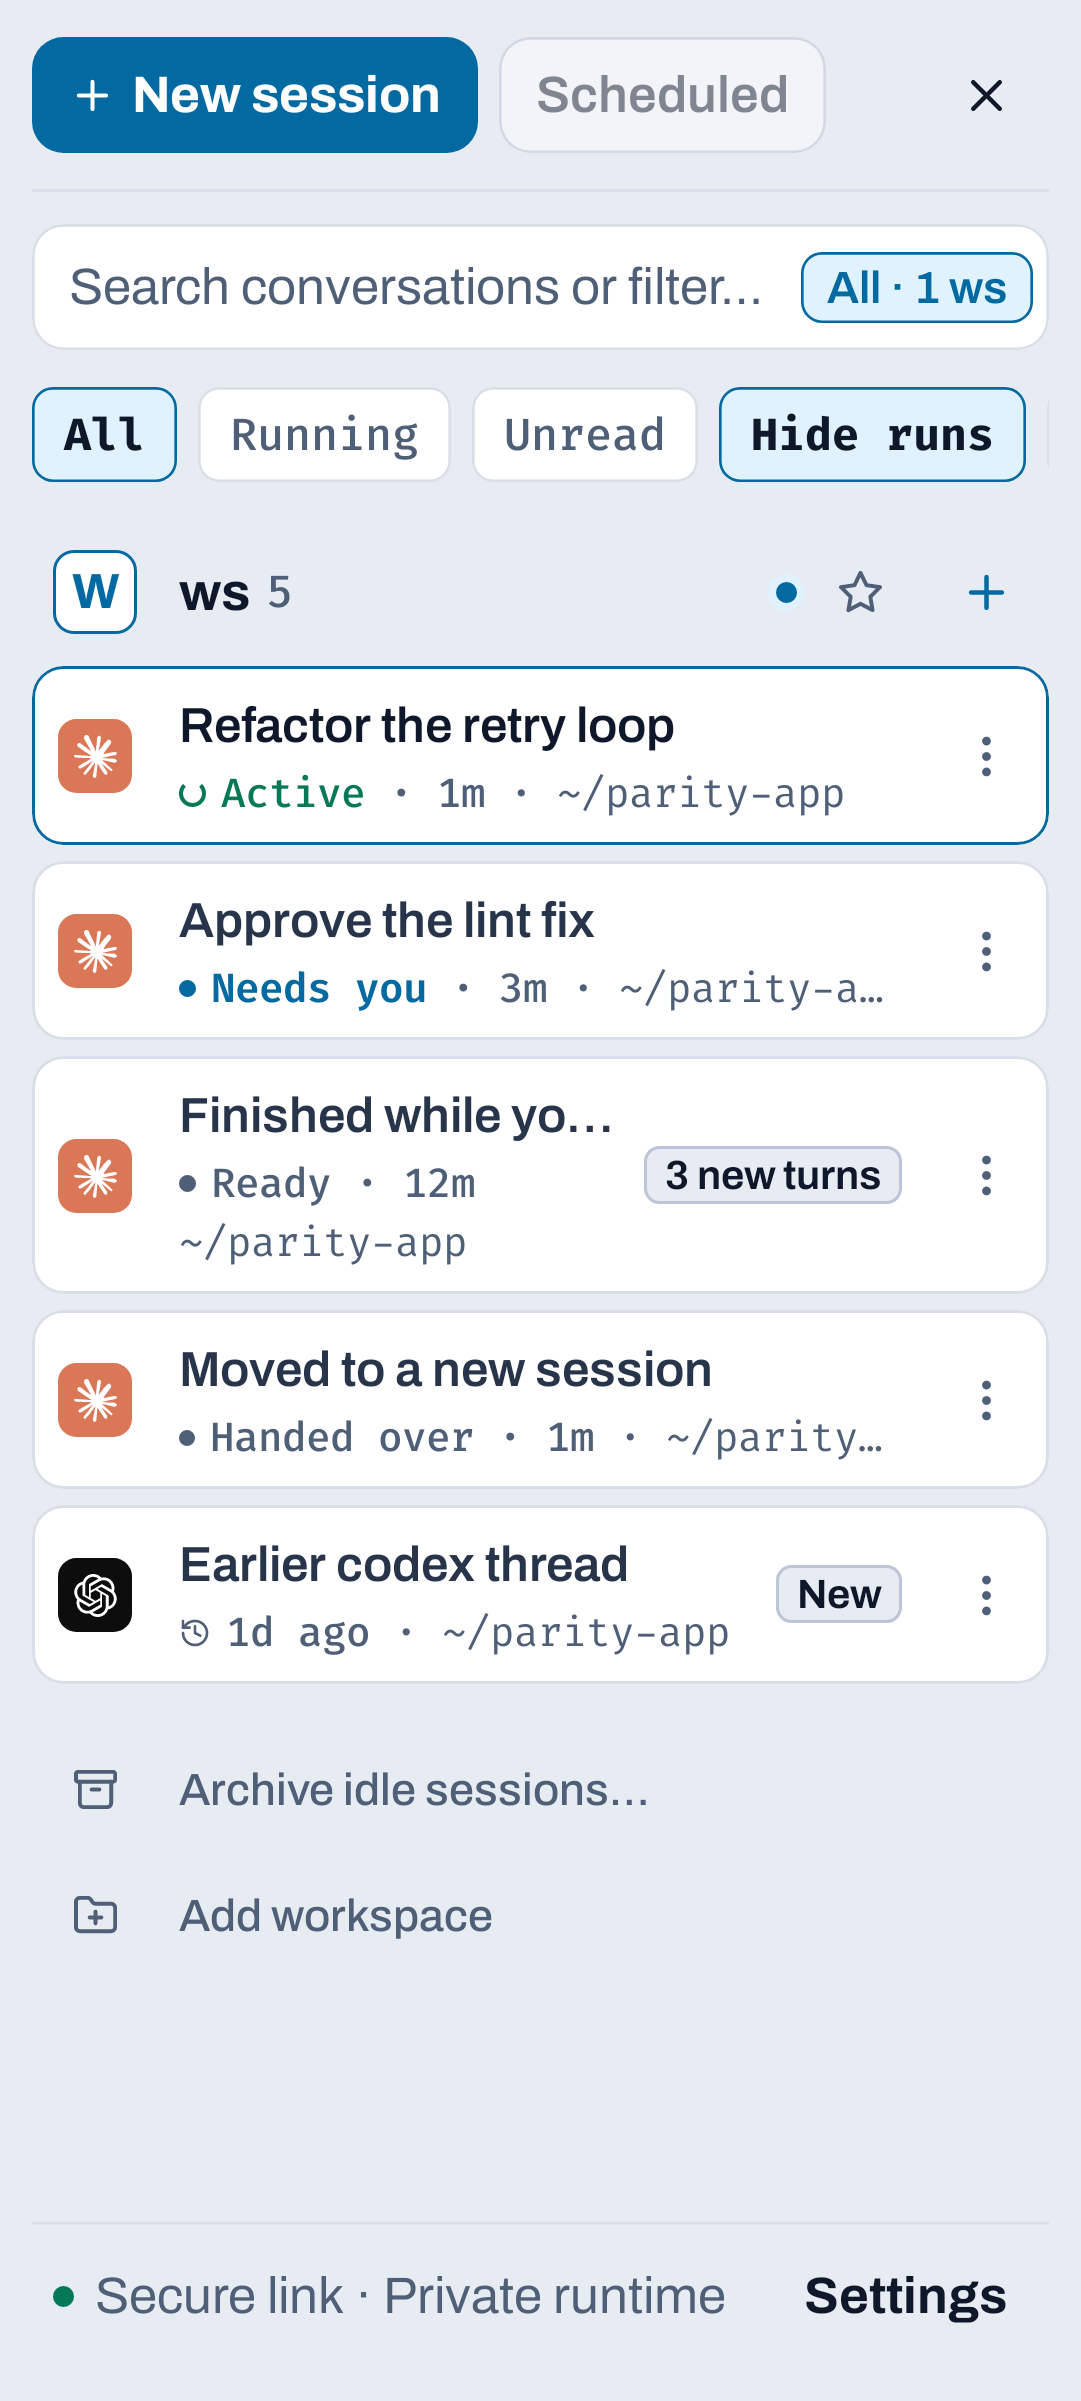 New session
Scheduled
Search conversations or filter...
All · 1 ws
All
Running
Unread
Hide runs
W
ws 5
Refactor the retry loop
Active · 1m · ~/parity-app
Approve the lint fix
Needs you · 3m · ~/parity-a…
Finished while yo…
3 new turns
Ready · 12m
~/parity-app
Moved to a new session
Handed over · 1m · ~/parity…
Earlier codex thread
New
1d ago · ~/parity-app
Archive idle sessions...
Add workspace
Secure link · Private runtime
Settings